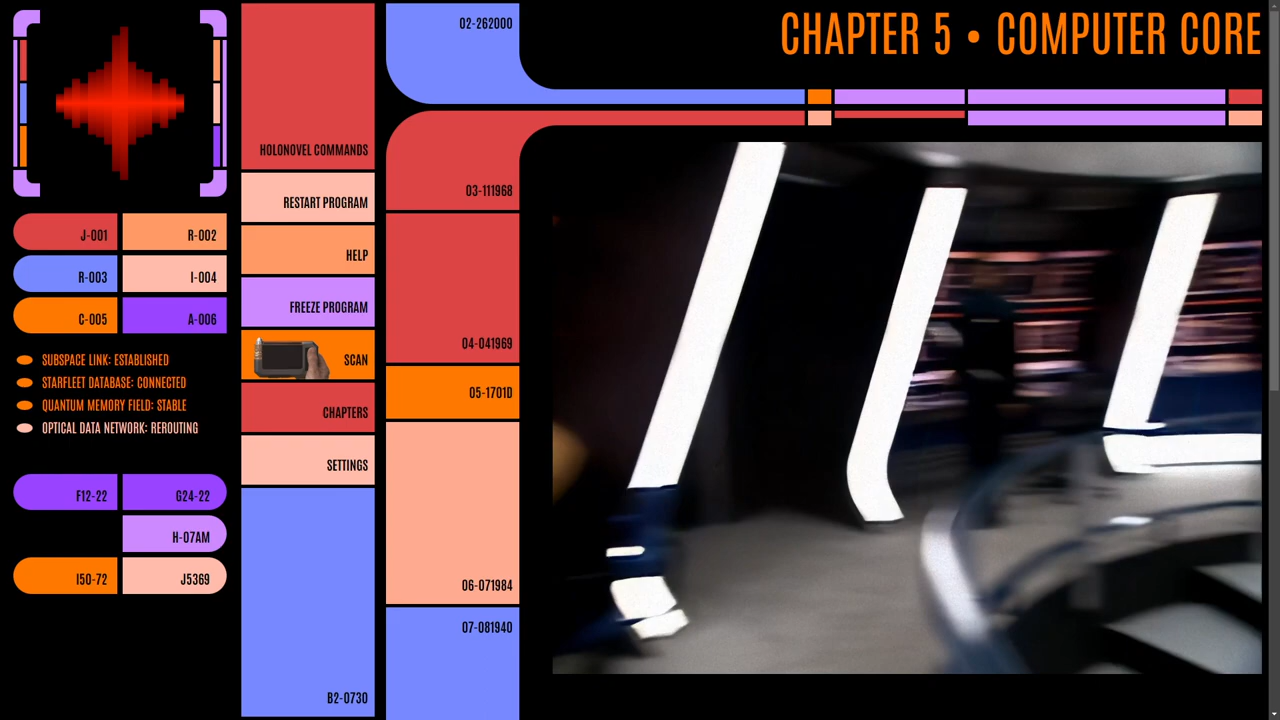 CHAPTER 5 • COMPUTER CORE
J-001
R-002
R-003
I-004
C-005
A-006
SUBSPACE LINK: ESTABLISHED
STARFLEET DATABASE: CONNECTED
QUANTUM MEMORY FIELD: STABLE
OPTICAL DATA NETWORK: REROUTING
F12-22
G24-22
H-07AM
I50-72
J5369
HOLONOVEL COMMANDS
RESTART PROGRAM
HELP
FREEZE PROGRAM
SCAN
CHAPTERS
SETTINGS
B2-0730
02-262000
03-111968
04-041969
05-1701D
06-071984
07-081940